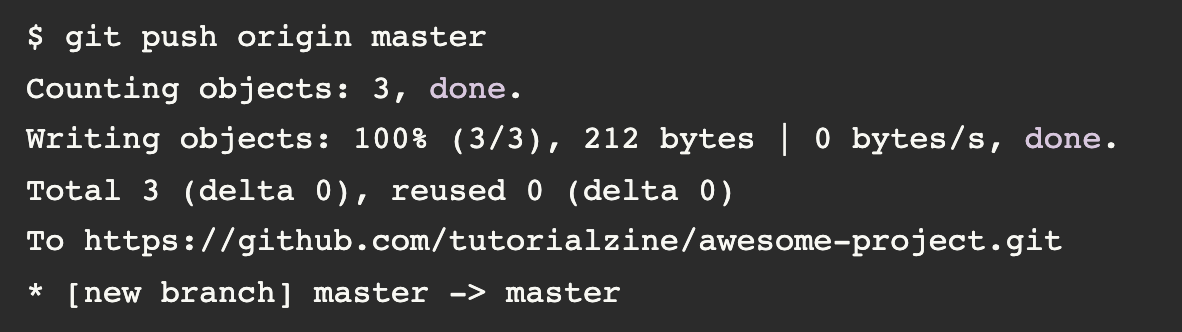 $ git push origin master
Counting objects: 3, done.
Writing objects: 100% (3/3), 212 bytes | 0 bytes/s, done.
Total 3 (delta 0), reused 0 (delta 0)
To https://github.com/tutorialzine/awesome-project.git
* [new branch] master -> master